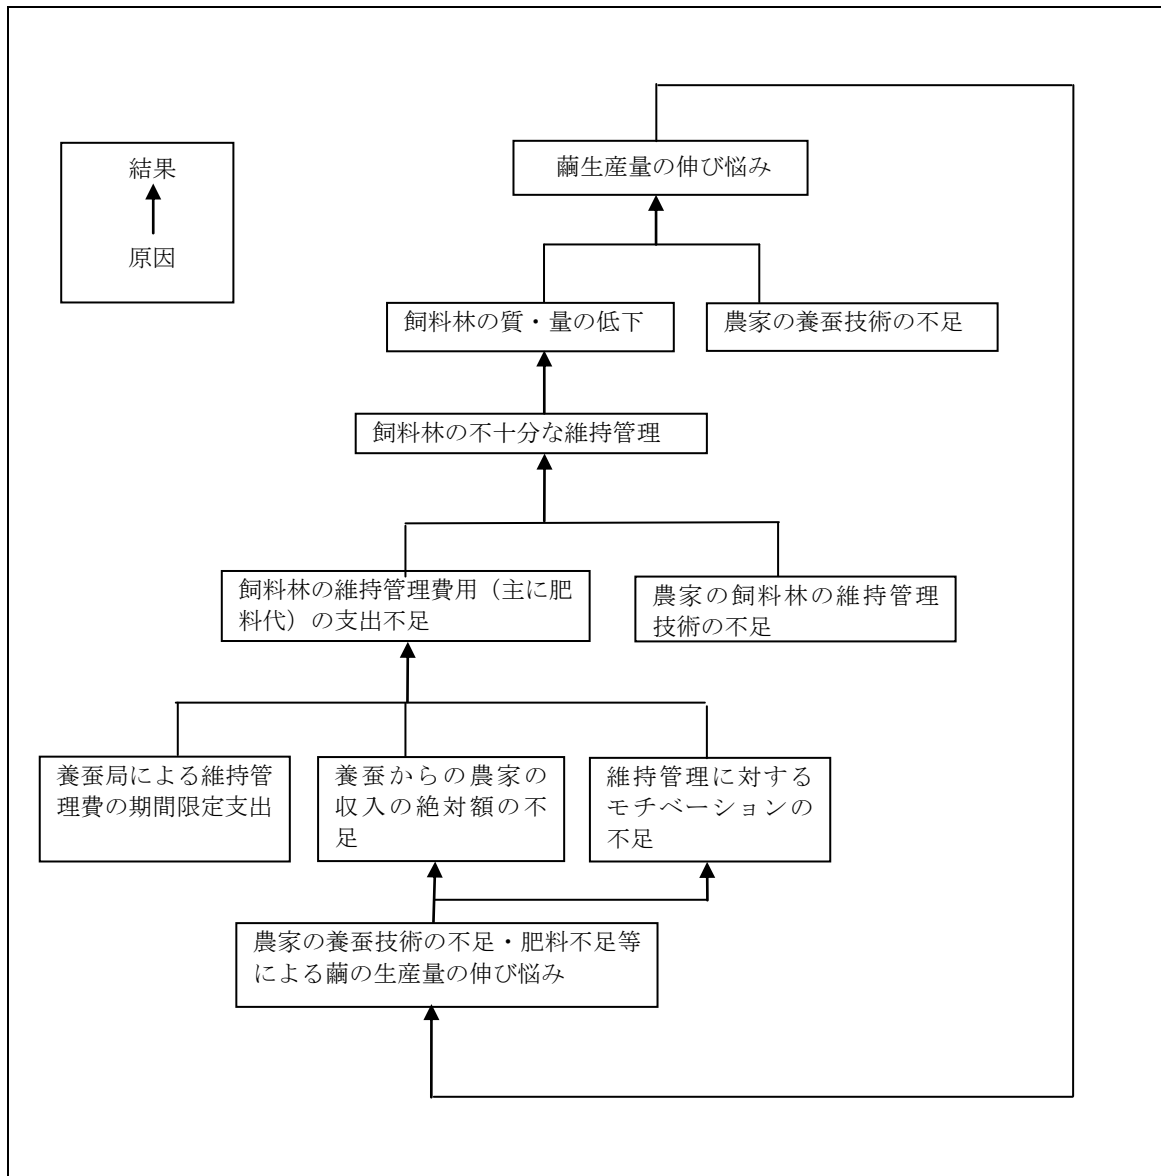 結果
原因
繭生産量の伸び悩み
飼料林の質・量の低下
農家の養蚕技術の不足
飼料林の不十分な維持管理
飼料林の維持管理費用（主に肥
料代）の支出不足
農家の飼料林の維持管理
技術の不足
養蚕局による維持管
理費の期間限定支出
養蚕からの農家の
収入の絶対額の不
足
維持管理に対する
モチベーションの
不足
農家の養蚕技術の不足・肥料不足等
による繭の生産量の伸び悩み